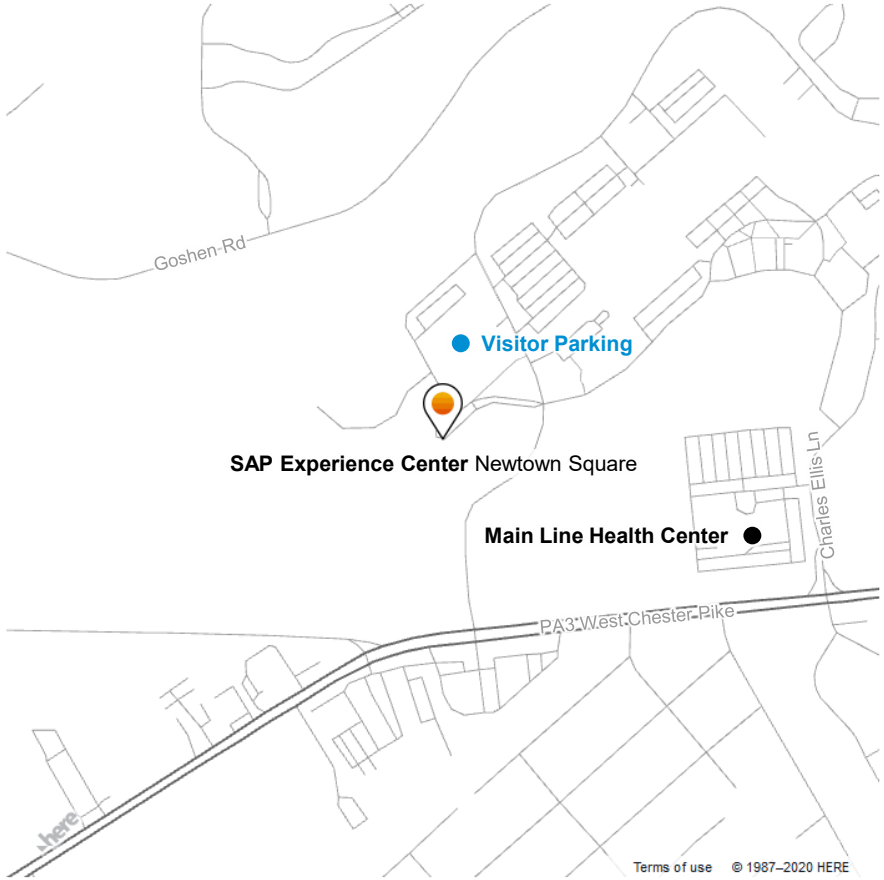 Goshen Rd
Visitor Parking
SAP Experience Center Newtown Square
Charles Ellis Ln
Main Line Health Center
PA3 West Chester Pike
here
Terms of use © 1987–2020 HERE